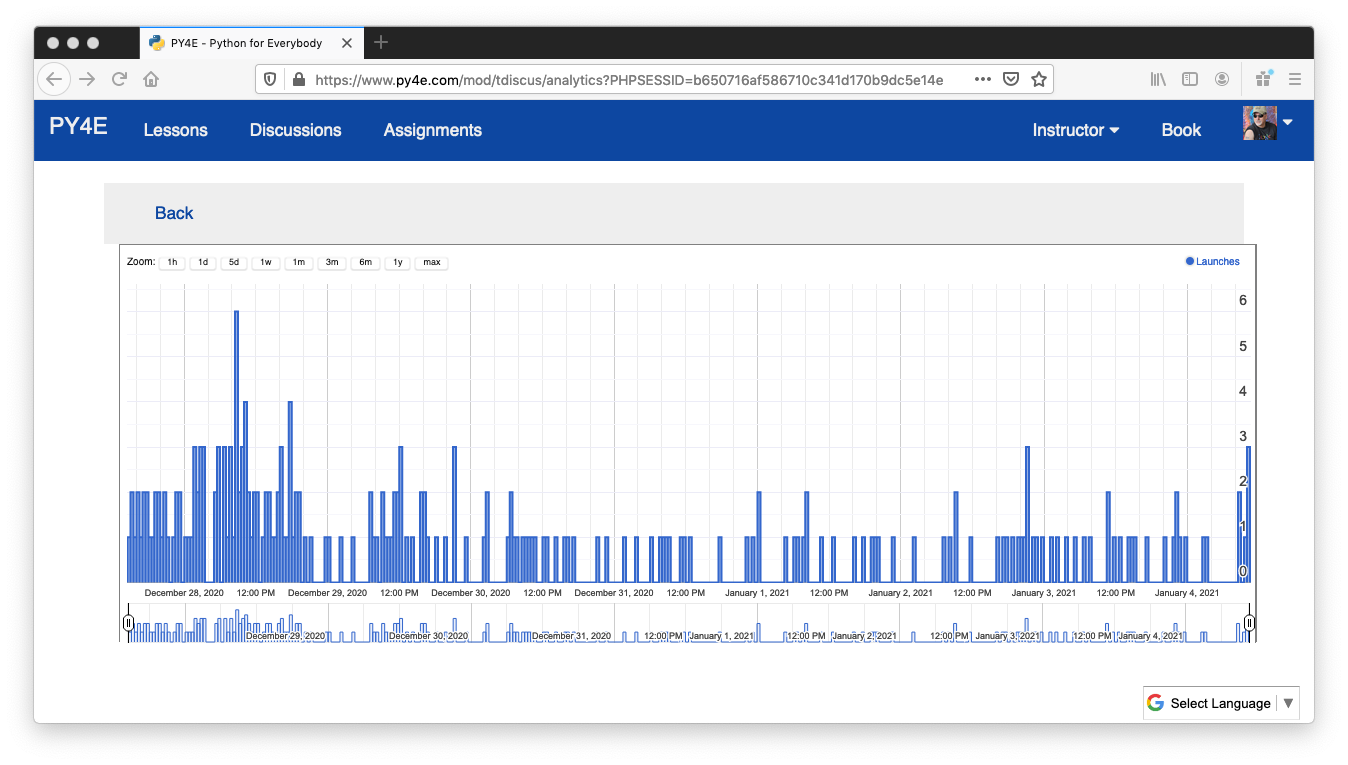 PY4E - Python for Everybody
https://www.py4e.com/mod/tdiscus/analytics?PHPSESSID=b650716af586710c341d170b9dc5e14e
PY4E Lessons Discussions Assignments Instructor Book
Back
Zoom: 1h 1d 5d 1w 1m 3m 6m 1y max Launches
6
5
4
3
2
1
0
December 28, 2020 12:00 PM December 29, 2020 12:00 PM December 30, 2020 12:00 PM December 31, 2020 12:00 PM January 1, 2021 12:00 PM January 2, 2021 12:00 PM January 3, 2021 12:00 PM January 4, 2021
December 29, 2020 December 30, 2020 December 31, 2020 12:00 PM January 1, 2021 12:00 PM January 2, 2021 12:00 PM January 3, 2021 12:00 PM January 4, 2021
Select Language